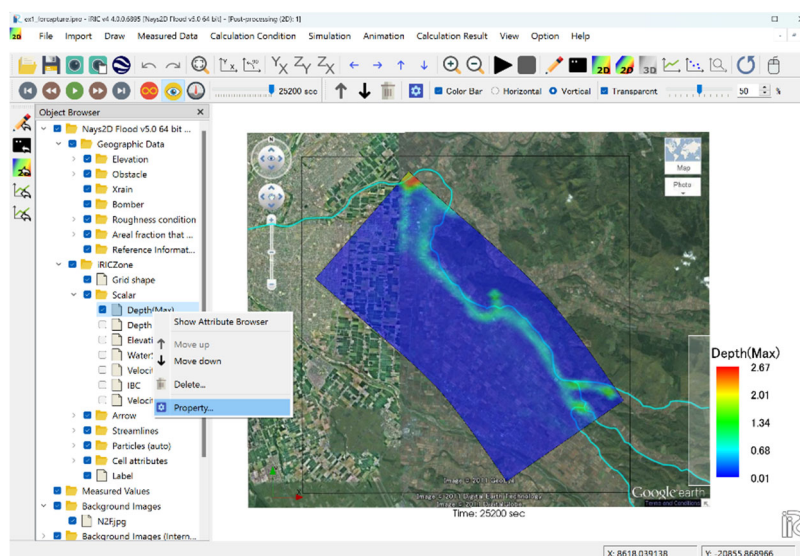 ex1_forcapture.ipro - iRIC v4 4.0.0.6895 [Nays2D Flood v5.0 64 bit] - [Post-processing (2D): 1]
File Import Draw Measured Data Calculation Condition Simulation Animation Calculation Result View Option Help
25200 sec Color Bar Horizontal Vertical Transparent 50 %
Object Browser
Nays2D Flood v5.0 64 bit ...
Geographic Data
Elevation
Obstacle
Xrain
Bomber
Roughness condition
Areal fraction that ...
Reference Informat...
iRICZone
Grid shape
Scalar
Depth(Max)
Depth
Elevati
Water
Velocit
IBC
Velocit
Arrow
Streamlines
Particles (auto)
Cell attributes
Label
Measured Values
Background Images
N2F.jpg
Background Images (Intern...
Show Attribute Browser
Move up
Move down
Delete...
Property...
Map
Photo
Depth(Max)
2.67
2.01
1.34
0.68
0.01
Google earth
Terms and Conditions
Time: 25200 sec
X: 8618.039138 Y: -20855.868966